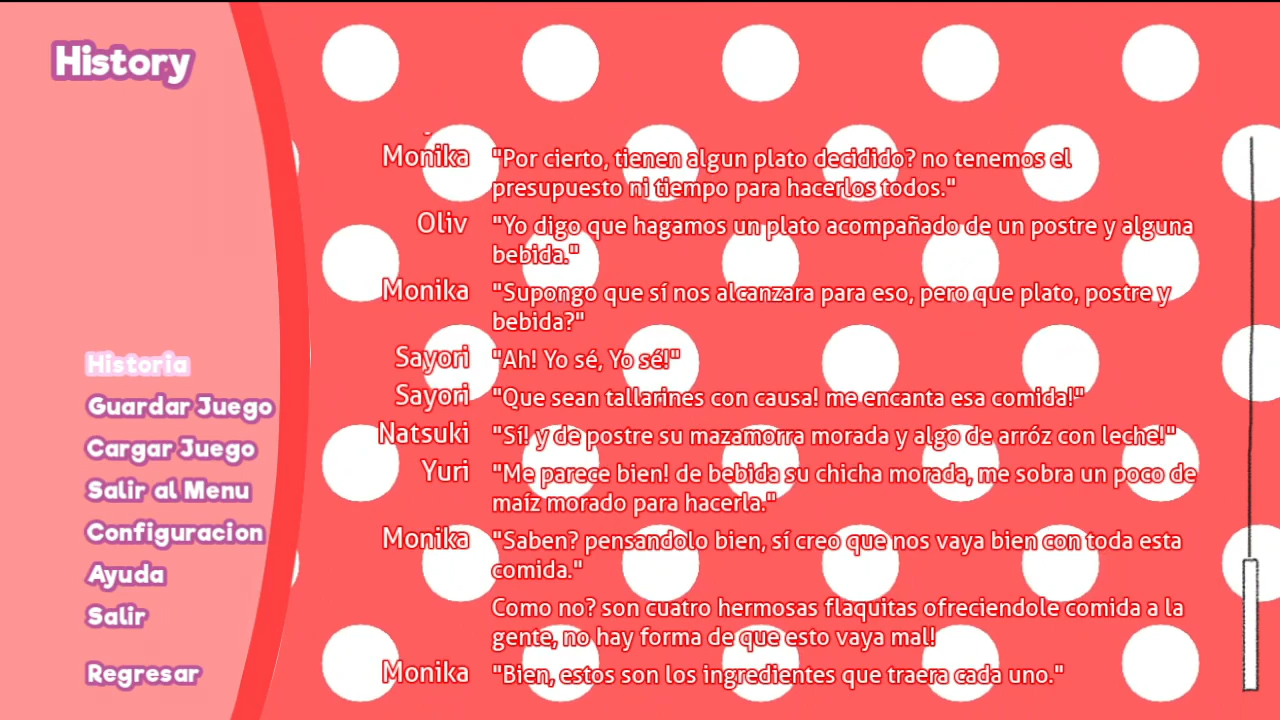 History
Monika "Por cierto, tienen algun plato decidido? no tenemos el
presupuesto ni tiempo para hacerlos todos."
Oliv "Yo digo que hagamos un plato acompañado de un postre y alguna
bebida."
Monika "Supongo que sí nos alcanzara para eso, pero que plato, postre y
bebida?"
Sayori "Ah! Yo sé, Yo sé!"
Sayori "Que sean tallarines con causa! me encanta esa comida!"
Natsuki "Sí! y de postre su mazamorra morada y algo de arróz con leche!"
Yuri "Me parece bien! de bebida su chicha morada, me sobra un poco de
maíz morado para hacerla."
Monika "Saben? pensandolo bien, sí creo que nos vaya bien con toda esta
comida."
Como no? son cuatro hermosas flaquitas ofreciendole comida a la
gente, no hay forma de que esto vaya mal!
Monika "Bien, estos son los ingredientes que traera cada uno."
Historia
Guardar Juego
Cargar Juego
Salir al Menu
Configuracion
Ayuda
Salir
Regresar